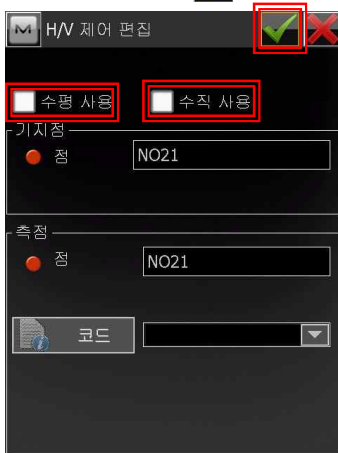 H/V 제어 편집
수평 사용 수직 사용
기지점
점 NO21
측점
점 NO21
코드